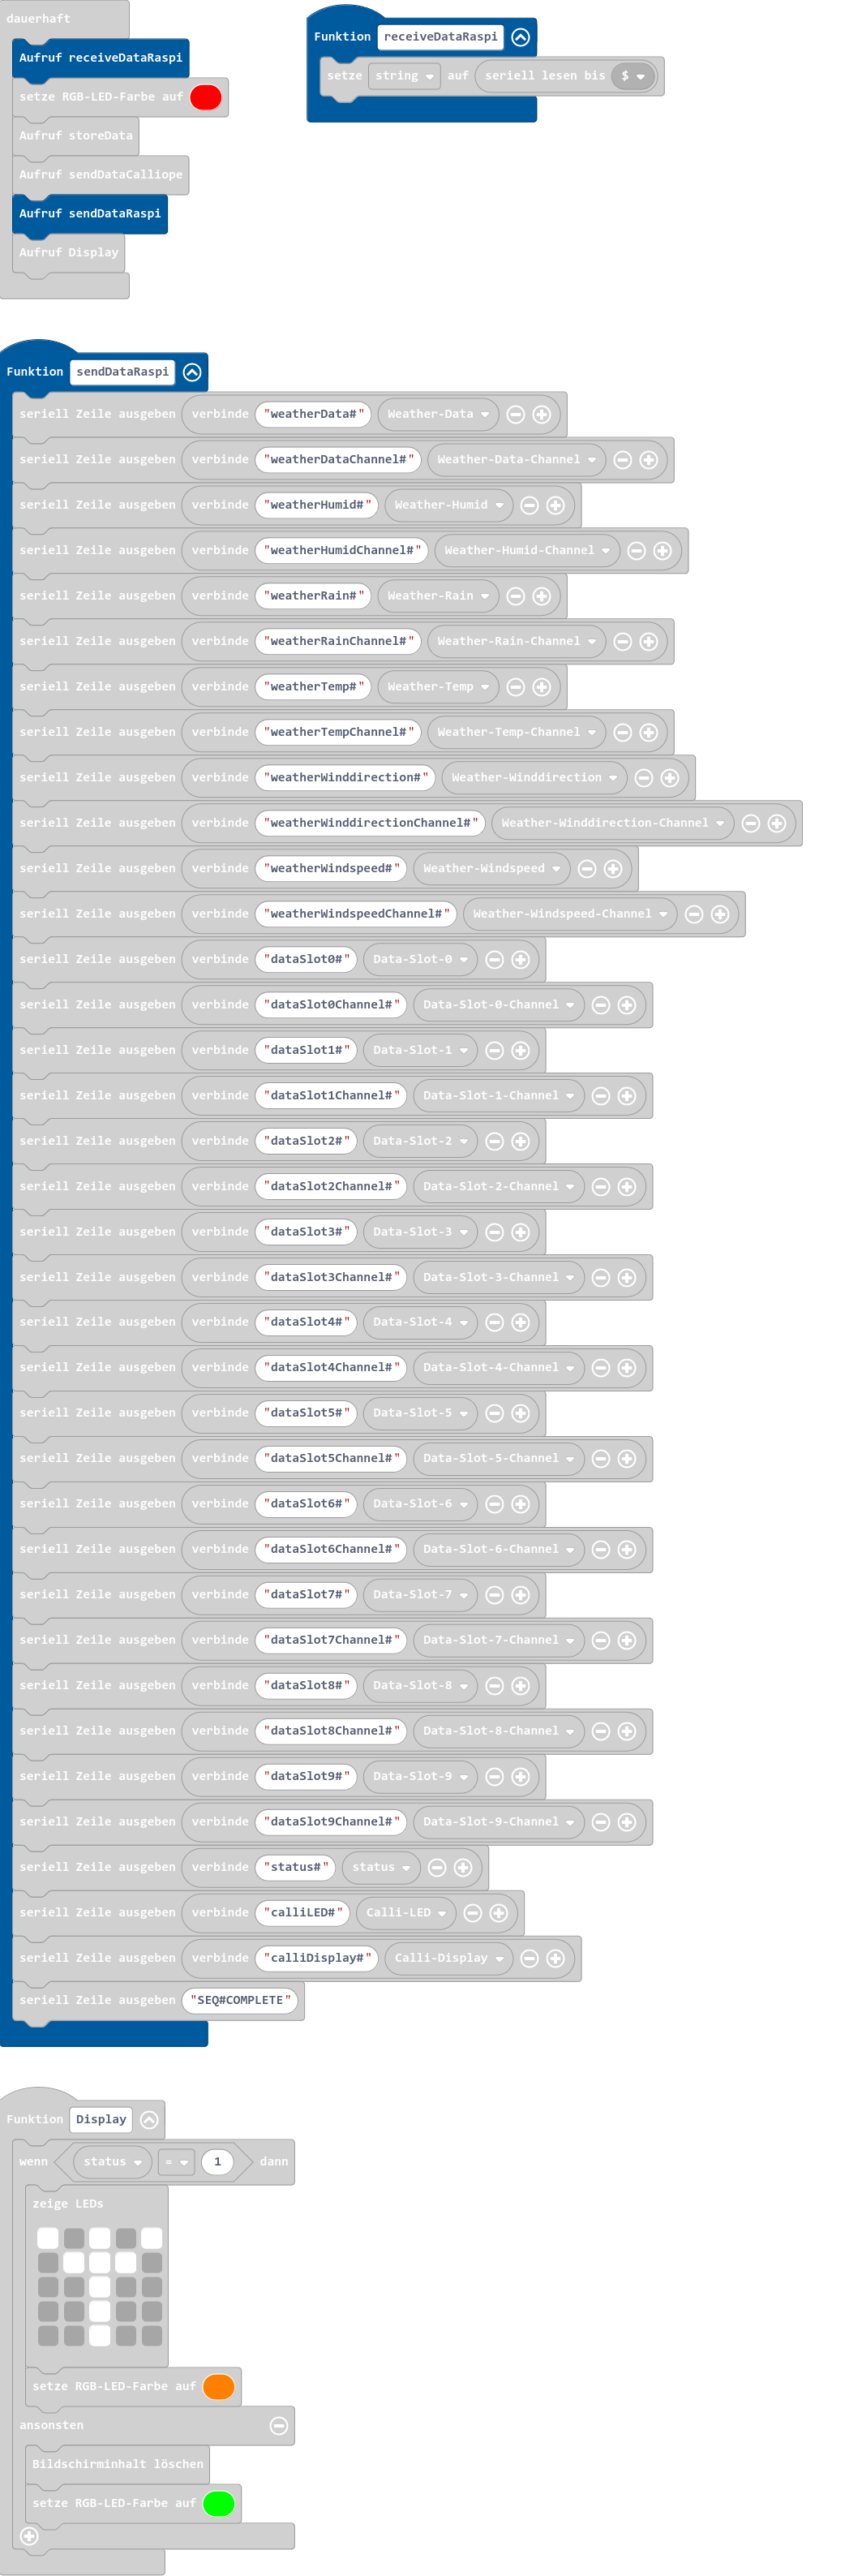 dauerhaft
Aufruf receiveDataRaspi
setze RGB-LED-Farbe auf
Aufruf storeData
Aufruf sendDataCalliope
Aufruf sendDataRaspi
Aufruf Display
Funktion receiveDataRaspi
setze string auf seriell lesen bis $
Funktion sendDataRaspi
seriell Zeile ausgeben verbinde "weatherData#" Weather-Data
seriell Zeile ausgeben verbinde "weatherDataChannel#" Weather-Data-Channel
seriell Zeile ausgeben verbinde "weatherHumid#" Weather-Humid
seriell Zeile ausgeben verbinde "weatherHumidChannel#" Weather-Humid-Channel
seriell Zeile ausgeben verbinde "weatherRain#" Weather-Rain
seriell Zeile ausgeben verbinde "weatherRainChannel#" Weather-Rain-Channel
seriell Zeile ausgeben verbinde "weatherTemp#" Weather-Temp
seriell Zeile ausgeben verbinde "weatherTempChannel#" Weather-Temp-Channel
seriell Zeile ausgeben verbinde "weatherWinddirection#" Weather-Winddirection
seriell Zeile ausgeben verbinde "weatherWinddirectionChannel#" Weather-Winddirection-Channel
seriell Zeile ausgeben verbinde "weatherWindspeed#" Weather-Windspeed
seriell Zeile ausgeben verbinde "weatherWindspeedChannel#" Weather-Windspeed-Channel
seriell Zeile ausgeben verbinde "dataSlot0#" Data-Slot-0
seriell Zeile ausgeben verbinde "dataSlot0Channel#" Data-Slot-0-Channel
seriell Zeile ausgeben verbinde "dataSlot1#" Data-Slot-1
seriell Zeile ausgeben verbinde "dataSlot1Channel#" Data-Slot-1-Channel
seriell Zeile ausgeben verbinde "dataSlot2#" Data-Slot-2
seriell Zeile ausgeben verbinde "dataSlot2Channel#" Data-Slot-2-Channel
seriell Zeile ausgeben verbinde "dataSlot3#" Data-Slot-3
seriell Zeile ausgeben verbinde "dataSlot3Channel#" Data-Slot-3-Channel
seriell Zeile ausgeben verbinde "dataSlot4#" Data-Slot-4
seriell Zeile ausgeben verbinde "dataSlot4Channel#" Data-Slot-4-Channel
seriell Zeile ausgeben verbinde "dataSlot5#" Data-Slot-5
seriell Zeile ausgeben verbinde "dataSlot5Channel#" Data-Slot-5-Channel
seriell Zeile ausgeben verbinde "dataSlot6#" Data-Slot-6
seriell Zeile ausgeben verbinde "dataSlot6Channel#" Data-Slot-6-Channel
seriell Zeile ausgeben verbinde "dataSlot7#" Data-Slot-7
seriell Zeile ausgeben verbinde "dataSlot7Channel#" Data-Slot-7-Channel
seriell Zeile ausgeben verbinde "dataSlot8#" Data-Slot-8
seriell Zeile ausgeben verbinde "dataSlot8Channel#" Data-Slot-8-Channel
seriell Zeile ausgeben verbinde "dataSlot9#" Data-Slot-9
seriell Zeile ausgeben verbinde "dataSlot9Channel#" Data-Slot-9-Channel
seriell Zeile ausgeben verbinde "status#" status
seriell Zeile ausgeben verbinde "calliLED#" Calli-LED
seriell Zeile ausgeben verbinde "calliDisplay#" Calli-Display
seriell Zeile ausgeben "SEQ#COMPLETE"
Funktion Display
wenn status = 1 dann
zeige LEDs
setze RGB-LED-Farbe auf
ansonsten
Bildschirminhalt löschen
setze RGB-LED-Farbe auf